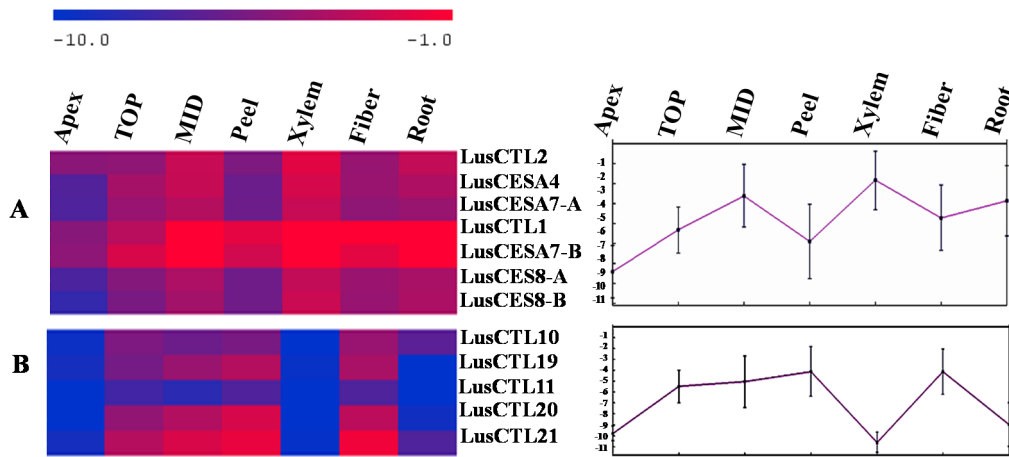 -10.0 -1.0
Apex TOP MID Peel Xylem Fiber Root
Apex TOP MID Peel Xylem Fiber Root
A
LusCTL2
LusCESA4
LusCESA7-A
LusCTL1
LusCESA7-B
LusCES8-A
LusCES8-B
-1
-2
-3
-4
-5
-6
-7
-8
-9
-10
-11
B
LusCTL10
LusCTL19
LusCTL11
LusCTL20
LusCTL21
-1
-2
-3
-4
-5
-6
-7
-8
-9
-10
-11